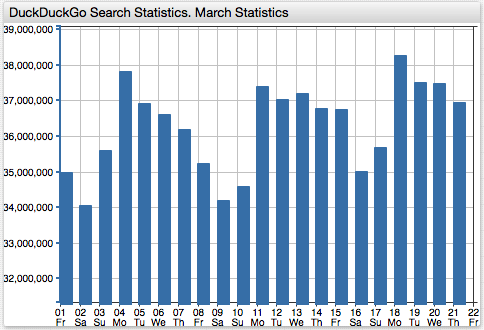 DuckDuckGo Search Statistics. March Statistics
39,000,000
38,000,000
37,000,000
36,000,000
35,000,000
34,000,000
33,000,000
32,000,000
01 02 03 04 05 06 07 08 09 10 11 12 13 14 15 16 17 18 19 20 21 22
Fr Sa Su Mo Tu We Th Fr Sa Su Mo Tu We Th Fr Sa Su Mo Tu We Th Fr